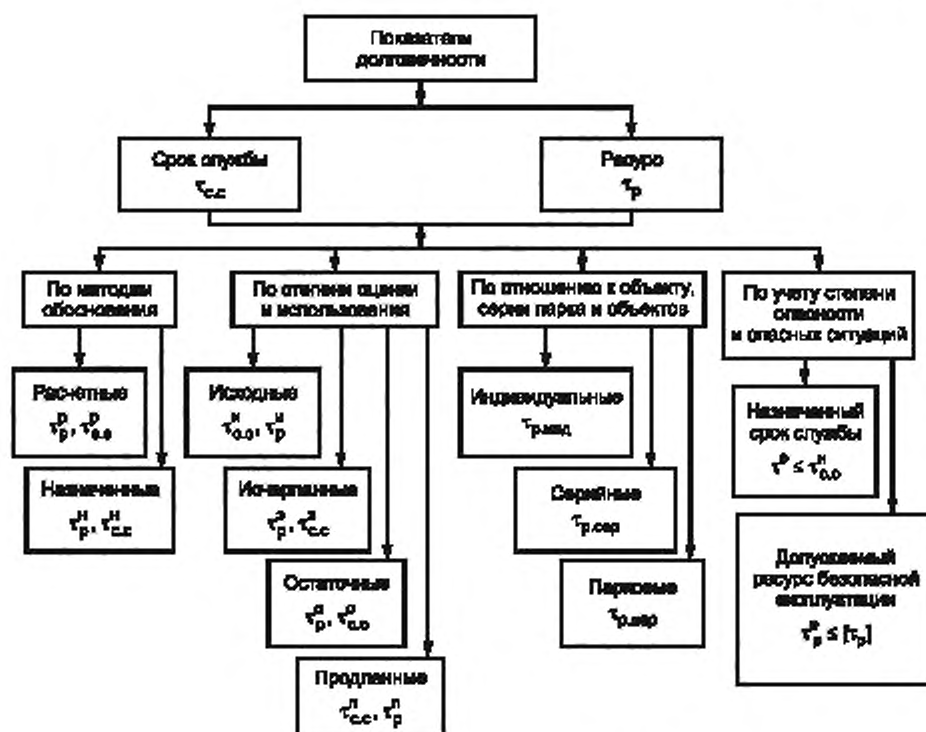 Показатели
долговечности
Срок службы
τс.с
Ресурс
τр
По методам
обоснования
По степени оценки
и использования
По отношению к объекту,
серии парка и объектов
По учету степени
опасности
и опасных ситуаций
Расчетные
Назначенные
Исходные
Исчерпанные
Остаточные
Продленные
Индивидуальные
τр.инд
Серийные
τр.сер
Парковые
Назначенный
срок службы
Допускаемый
ресурс безопасной
эксплуатации